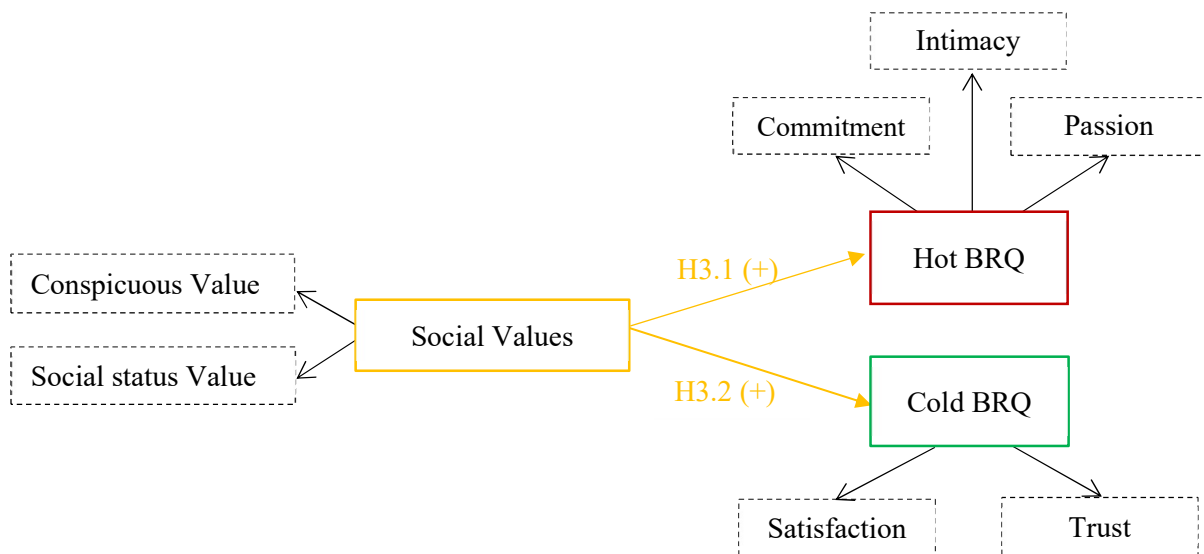 Intimacy
Commitment
Passion
H3.1 (+)
Hot BRQ
Conspicuous Value
Social Values
Social status Value
H3.2 (+)
Cold BRQ
Satisfaction
Trust